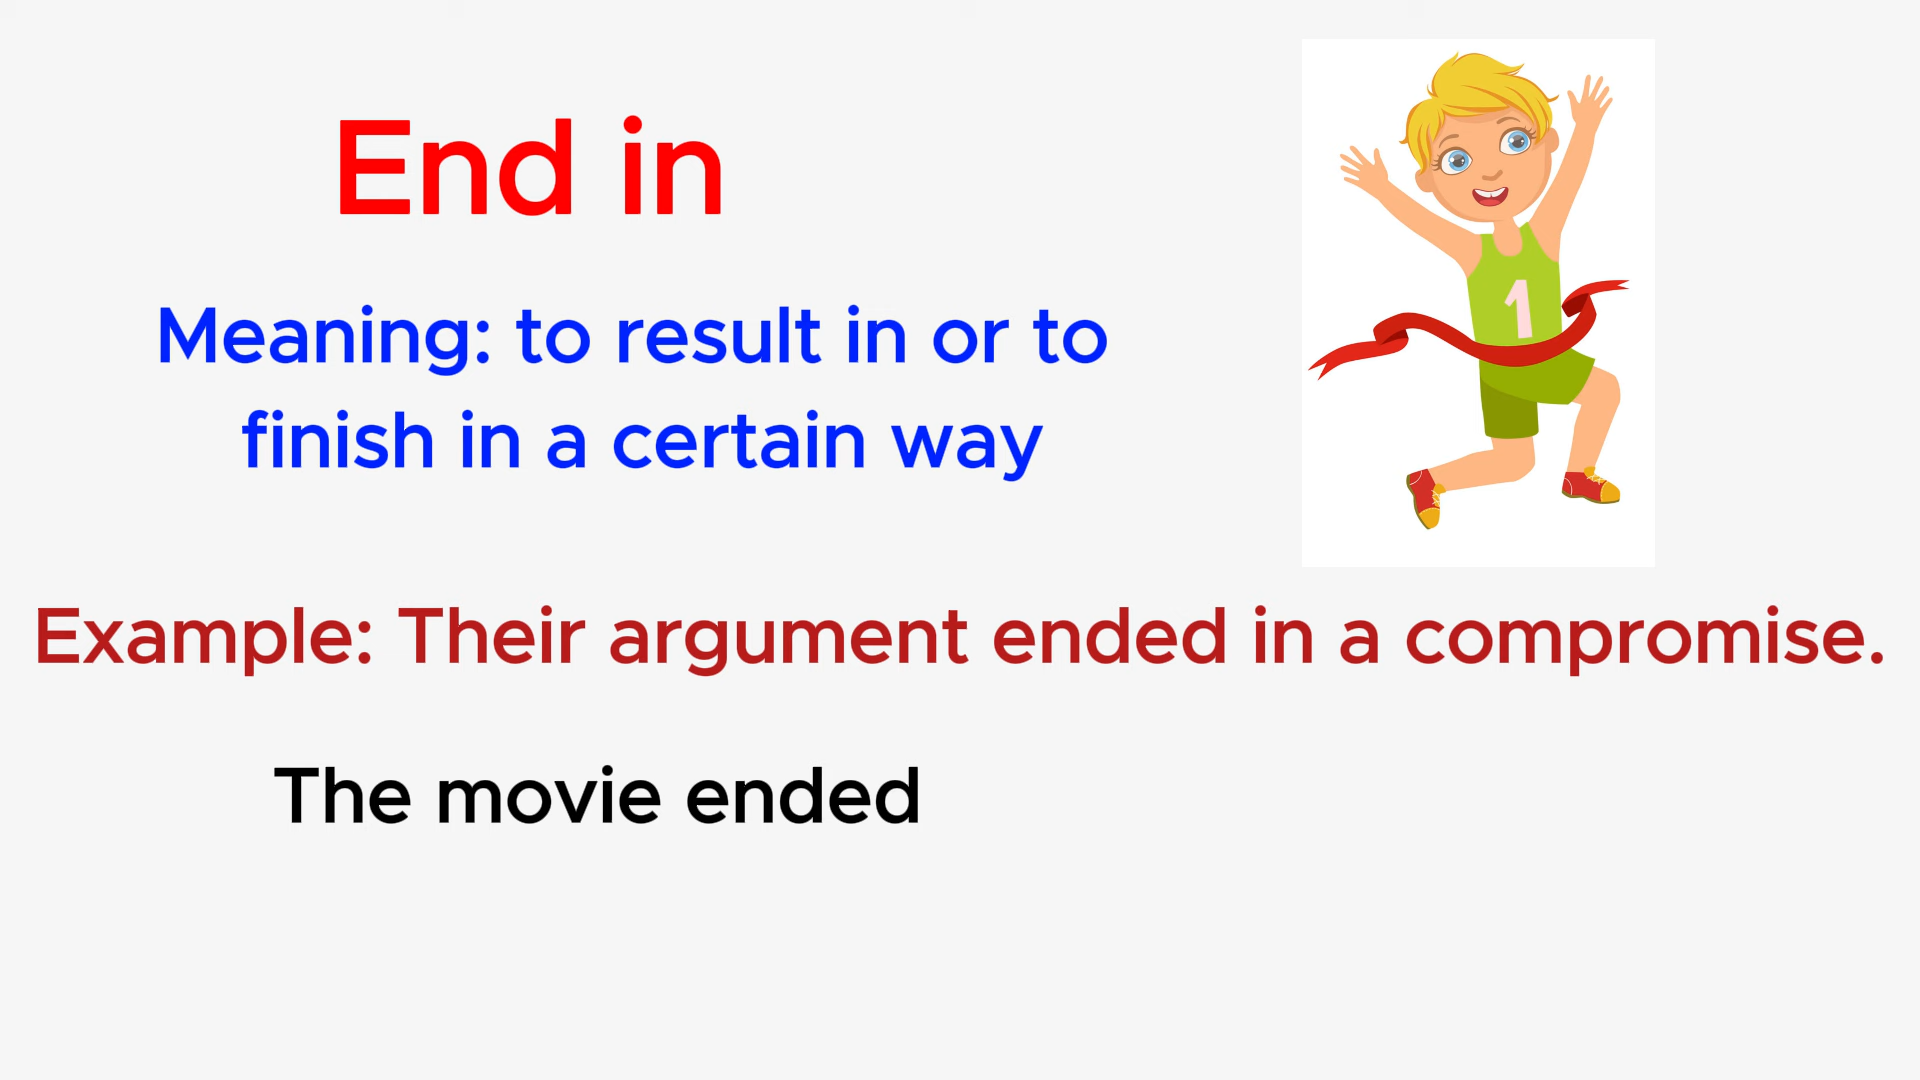 End in
Meaning: to result in or to
finish in a certain way
1
Example: Their argument ended in a compromise.
The movie ended